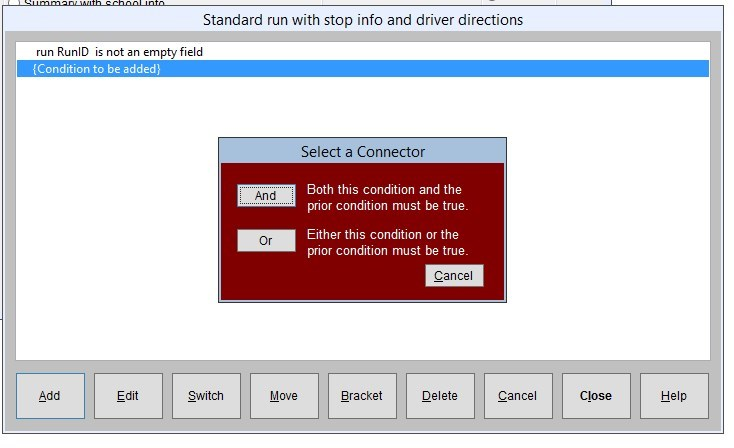 Summary with school info
Standard run with stop info and driver directions
run RunID is not an empty field
{Condition to be added}
Select a Connector
And
Both this condition and the
prior condition must be true.
Or
Either this condition or the
prior condition must be true.
Cancel
Add Edit Switch Move Bracket Delete Cancel Close Help